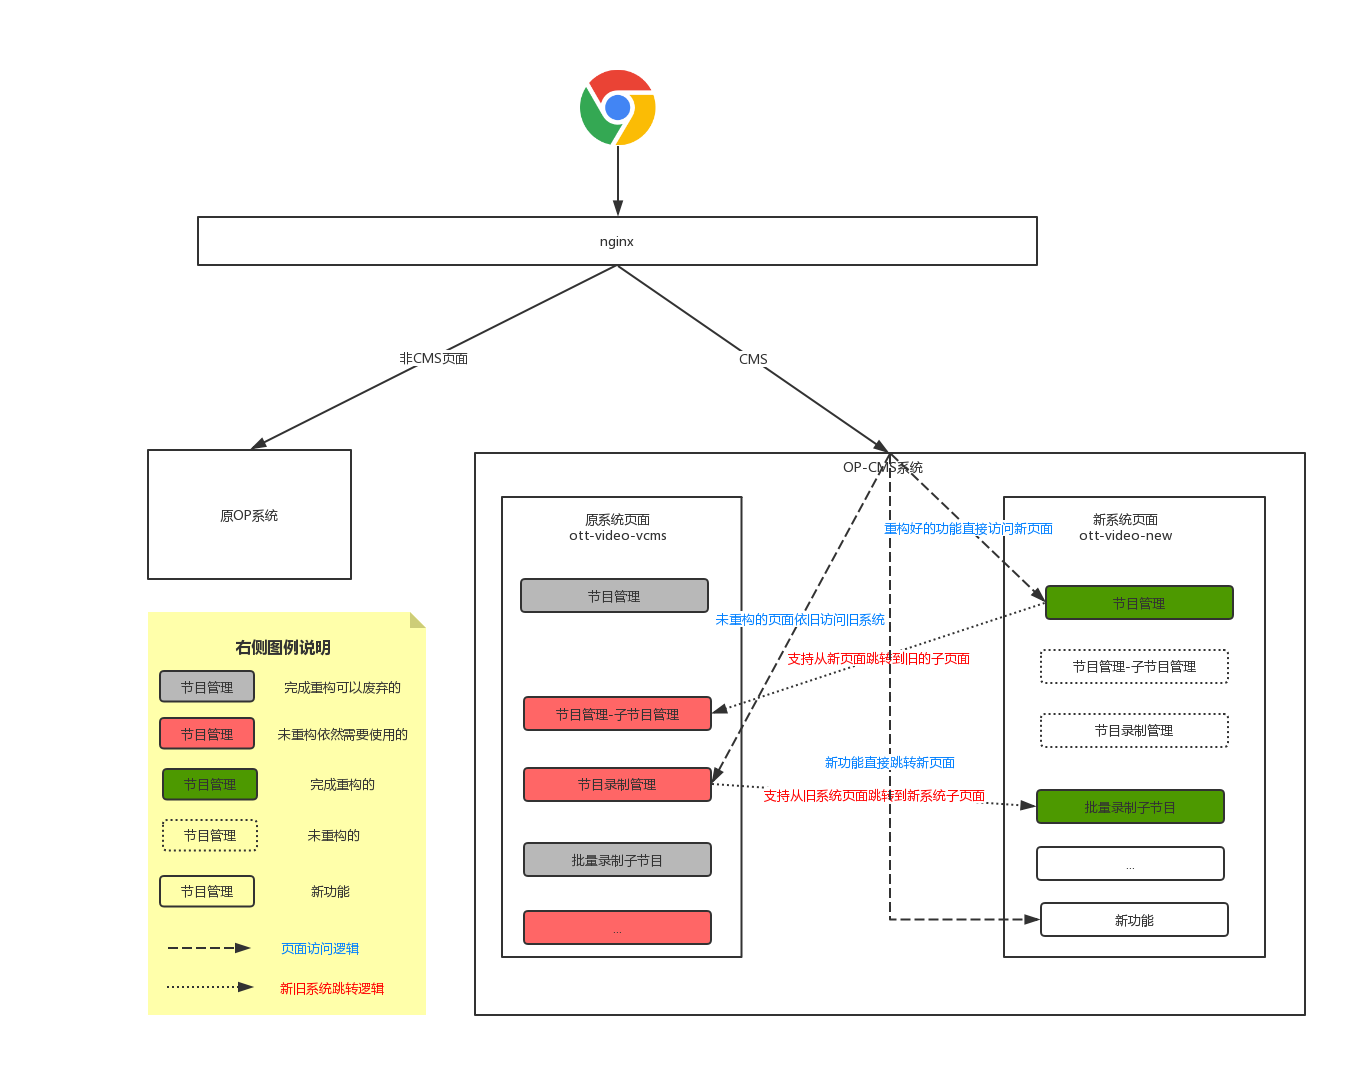 nginx
非CMS页面
CMS
原OP系统
OP-CMS系统
原系统页面
ott-video-vcms
节目管理
节目管理-子节目管理
节目录制管理
批量录制子节目
...
新系统页面
ott-video-new
节目管理
节目管理-子节目管理
节目录制管理
批量录制子节目
...
新功能
重构好的功能直接访问新页面
未重构的页面依旧访问旧系统
支持从新页面跳转到旧的子页面
新功能直接跳转新页面
支持从旧系统页面跳转到新系统子页面
右侧图例说明
节目管理 完成重构可以废弃的
节目管理 未重构依然需要使用的
节目管理 完成重构的
节目管理 未重构的
节目管理 新功能
页面访问逻辑
新旧系统跳转逻辑